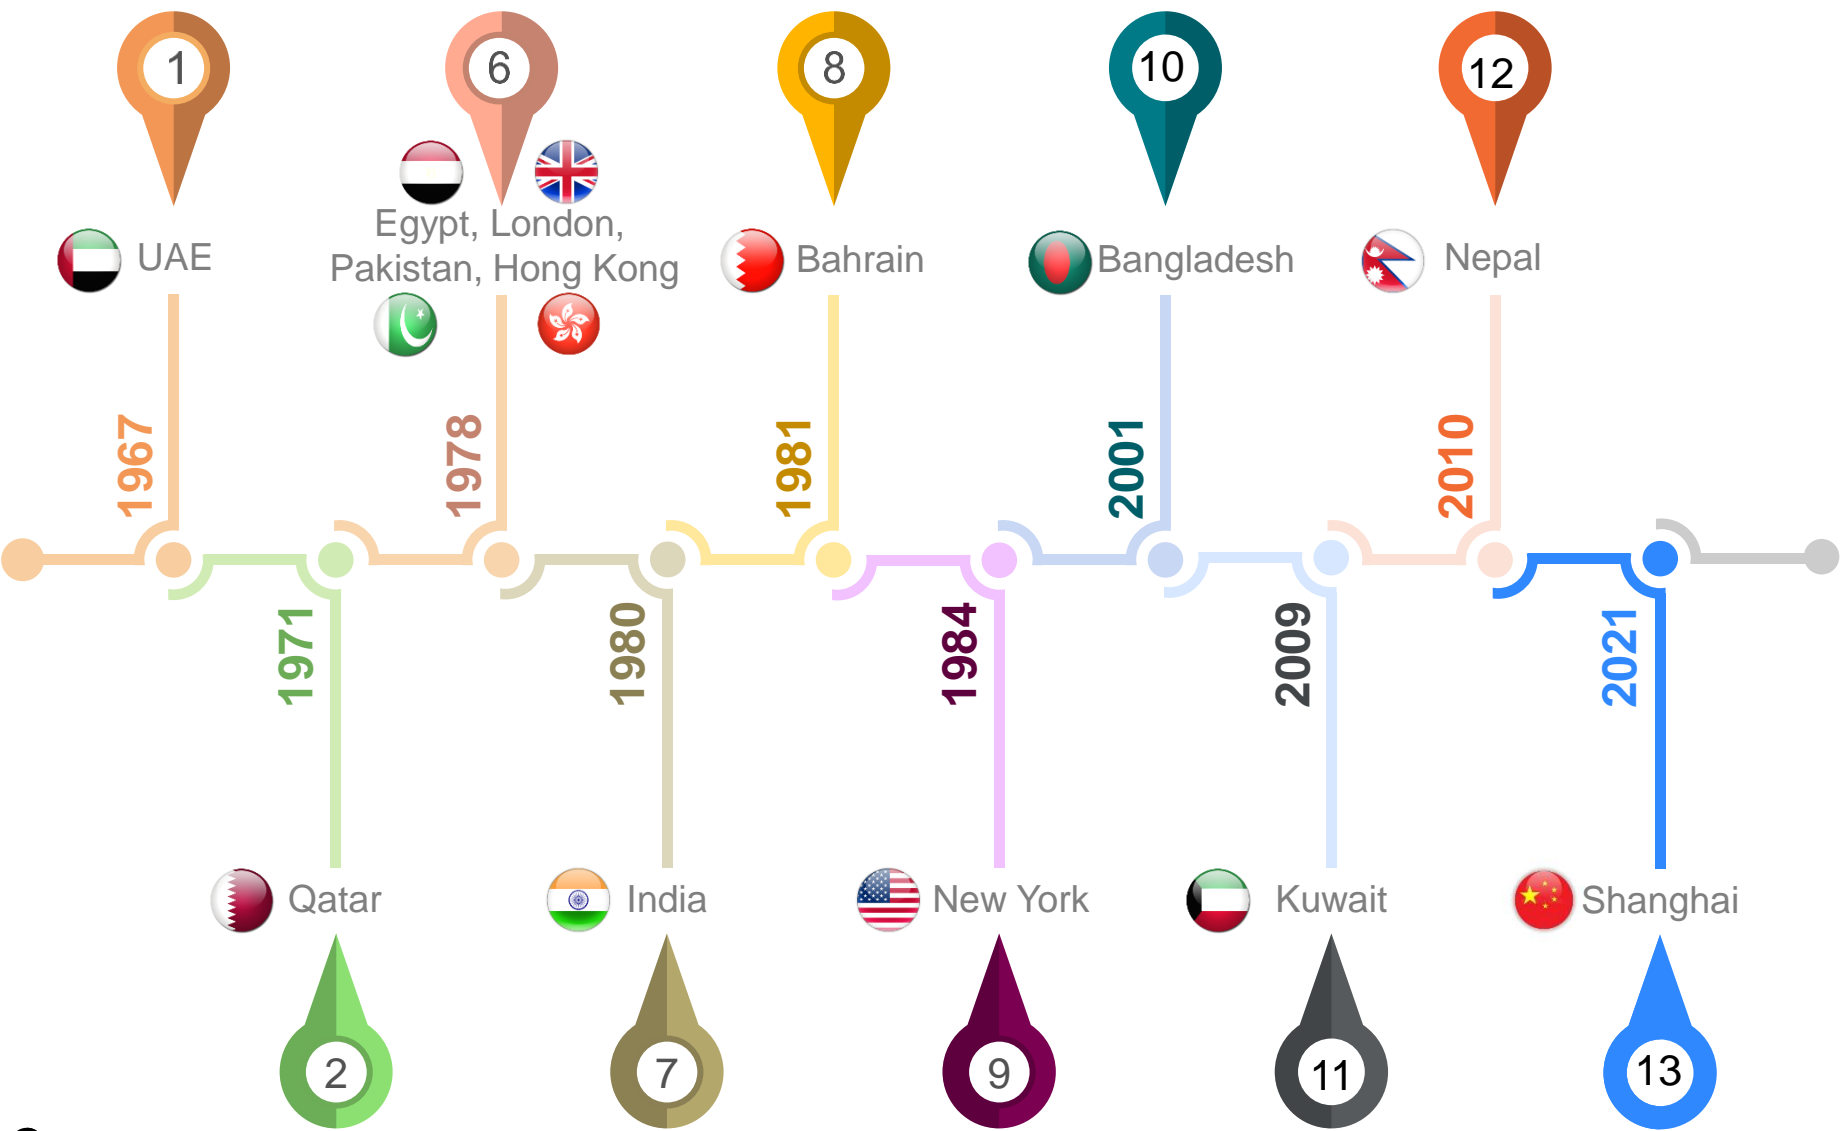 1
6
8
10
12
UAE
Egypt, London,
Pakistan, Hong Kong
Bahrain
Bangladesh
Nepal
1967
1978
1981
2001
2010
1971
1980
1984
2009
2021
Qatar
India
New York
Kuwait
Shanghai
2
7
9
11
13